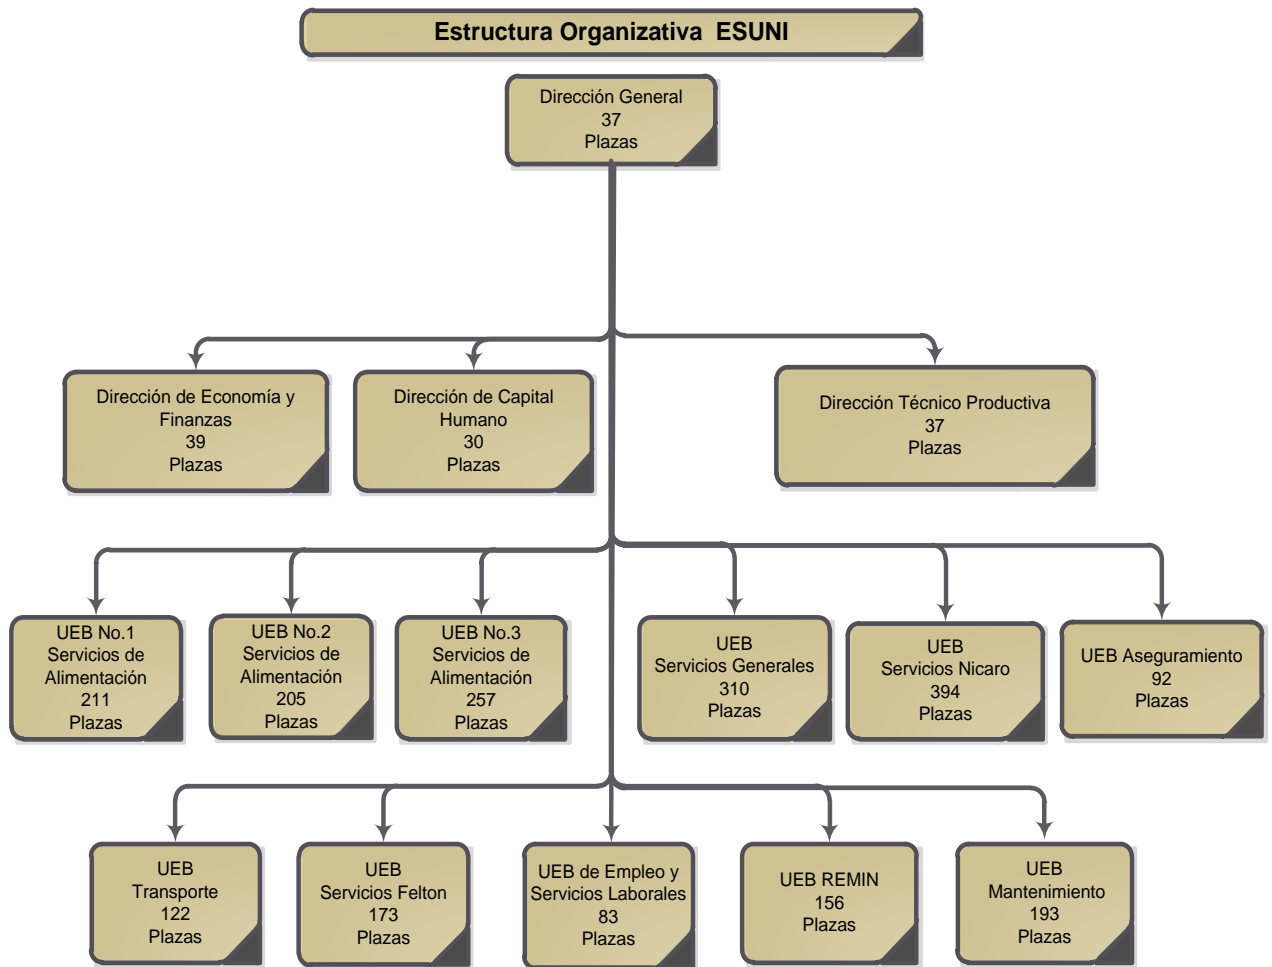 Estructura Organizativa  ESUNI
Dirección General
37
Plazas
Dirección de Economía y
Finanzas
39
Plazas
Dirección de Capital
Humano
30
Plazas
Dirección Técnico Productiva
37
Plazas
UEB No.1
Servicios de
Alimentación
211
Plazas
UEB No.2
Servicios de
Alimentación
205
Plazas
UEB No.3
Servicios de
Alimentación
257
Plazas
UEB
Servicios Generales
310
Plazas
UEB
Servicios Nicaro
394
Plazas
UEB Aseguramiento
92
Plazas
UEB
Transporte
122
Plazas
UEB
Servicios Felton
173
Plazas
UEB de Empleo y
Servicios Laborales
83
Plazas
UEB REMIN
156
Plazas
UEB
Mantenimiento
193
Plazas